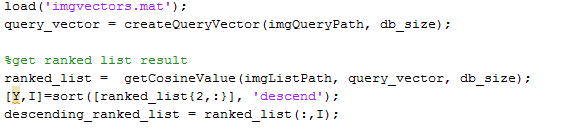 load('imgvectors.mat');
query_vector = createQueryVector(imgQueryPath, db_size);
%get ranked list result
ranked_list =  getCosineValue(imgListPath, query_vector, db_size);
[Y,I]=sort([ranked_list{2,:}], 'descend');
descending_ranked_list = ranked_list(:,I);